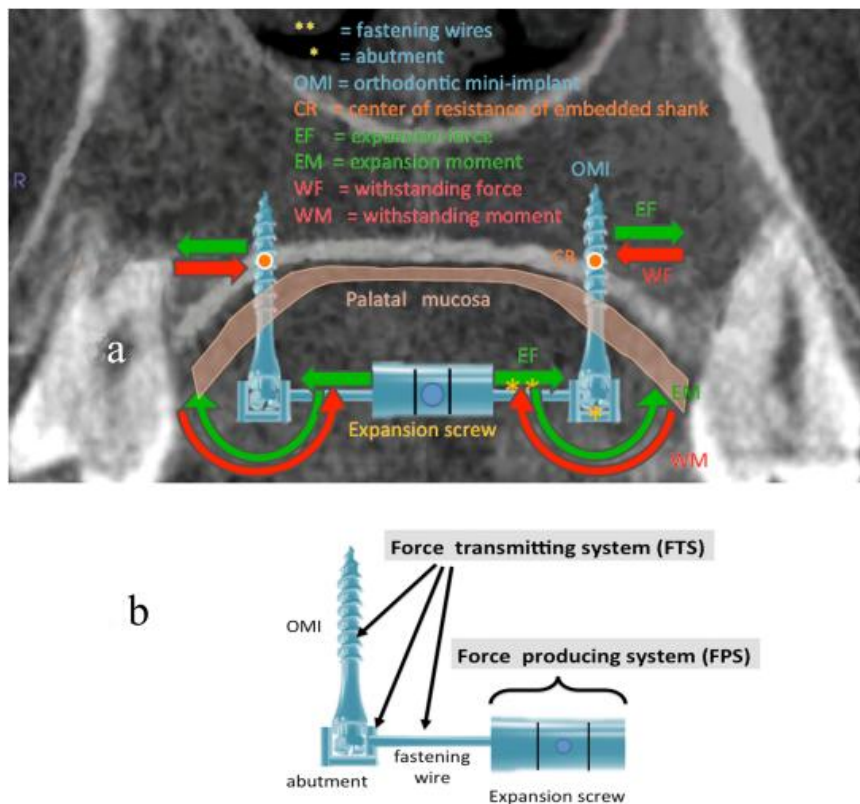 ** = fastening wires
* = abutment
OMI = orthodontic mini-implant
CR = center of resistance of embedded shank
EF = expansion force
EM = expansion moment
WF = withstanding force
WM = withstanding moment
OMI
EF
R
CR
WF
Palatal mucosa
a
EF
**
EM
*
Expansion screw
WM
Force transmitting system (FTS)
b
OMI
Force producing system (FPS)
fastening
wire
abutment
Expansion screw